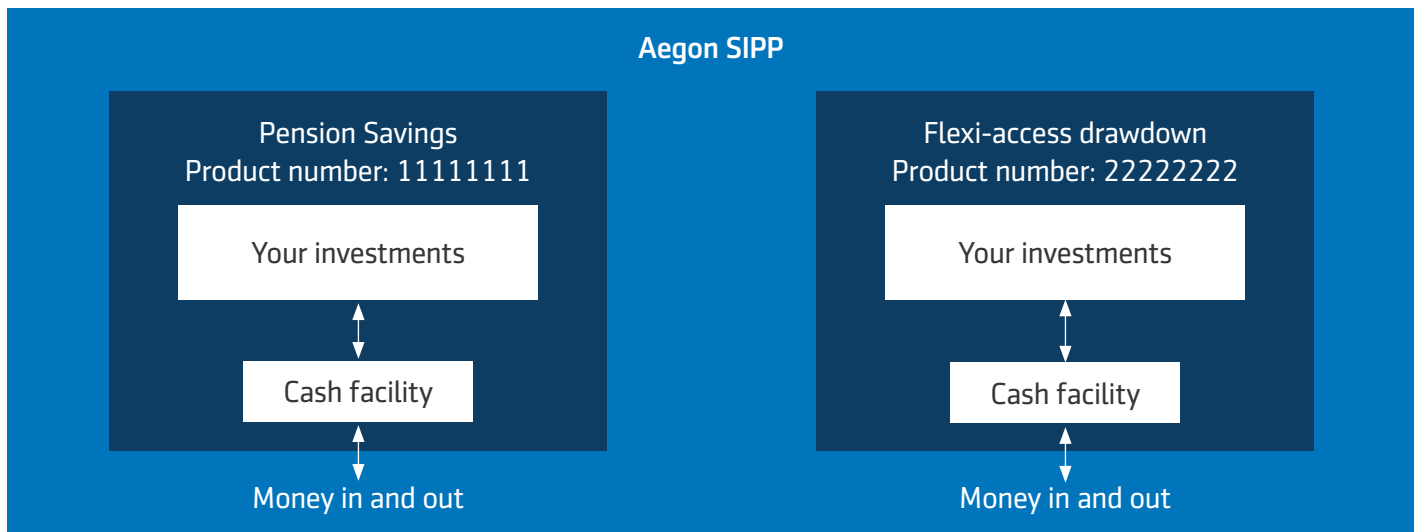 Aegon SIPP
Pension Savings
Product number: 11111111
Your investments
Cash facility
Money in and out
Flexi-access drawdown
Product number: 22222222
Your investments
Cash facility
Money in and out